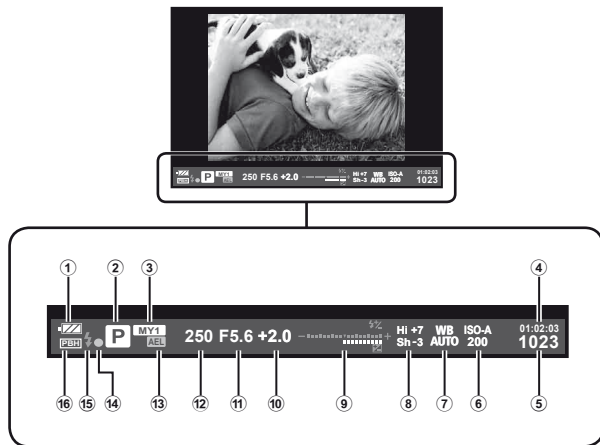 P MY1 AEL 250 F5.6 +2.0 Hi +7 Sh-3 WB AUTO ISO-A 200 01:02:03 1023
1 2 3 4
P MY1 250 F5.6 +2.0 – + Hi +7 WB ISO-A 01:02:03
PBH AEL Sh-3 AUTO 200 1023
16 15 14 13 12 11 10 9 8 7 6 5